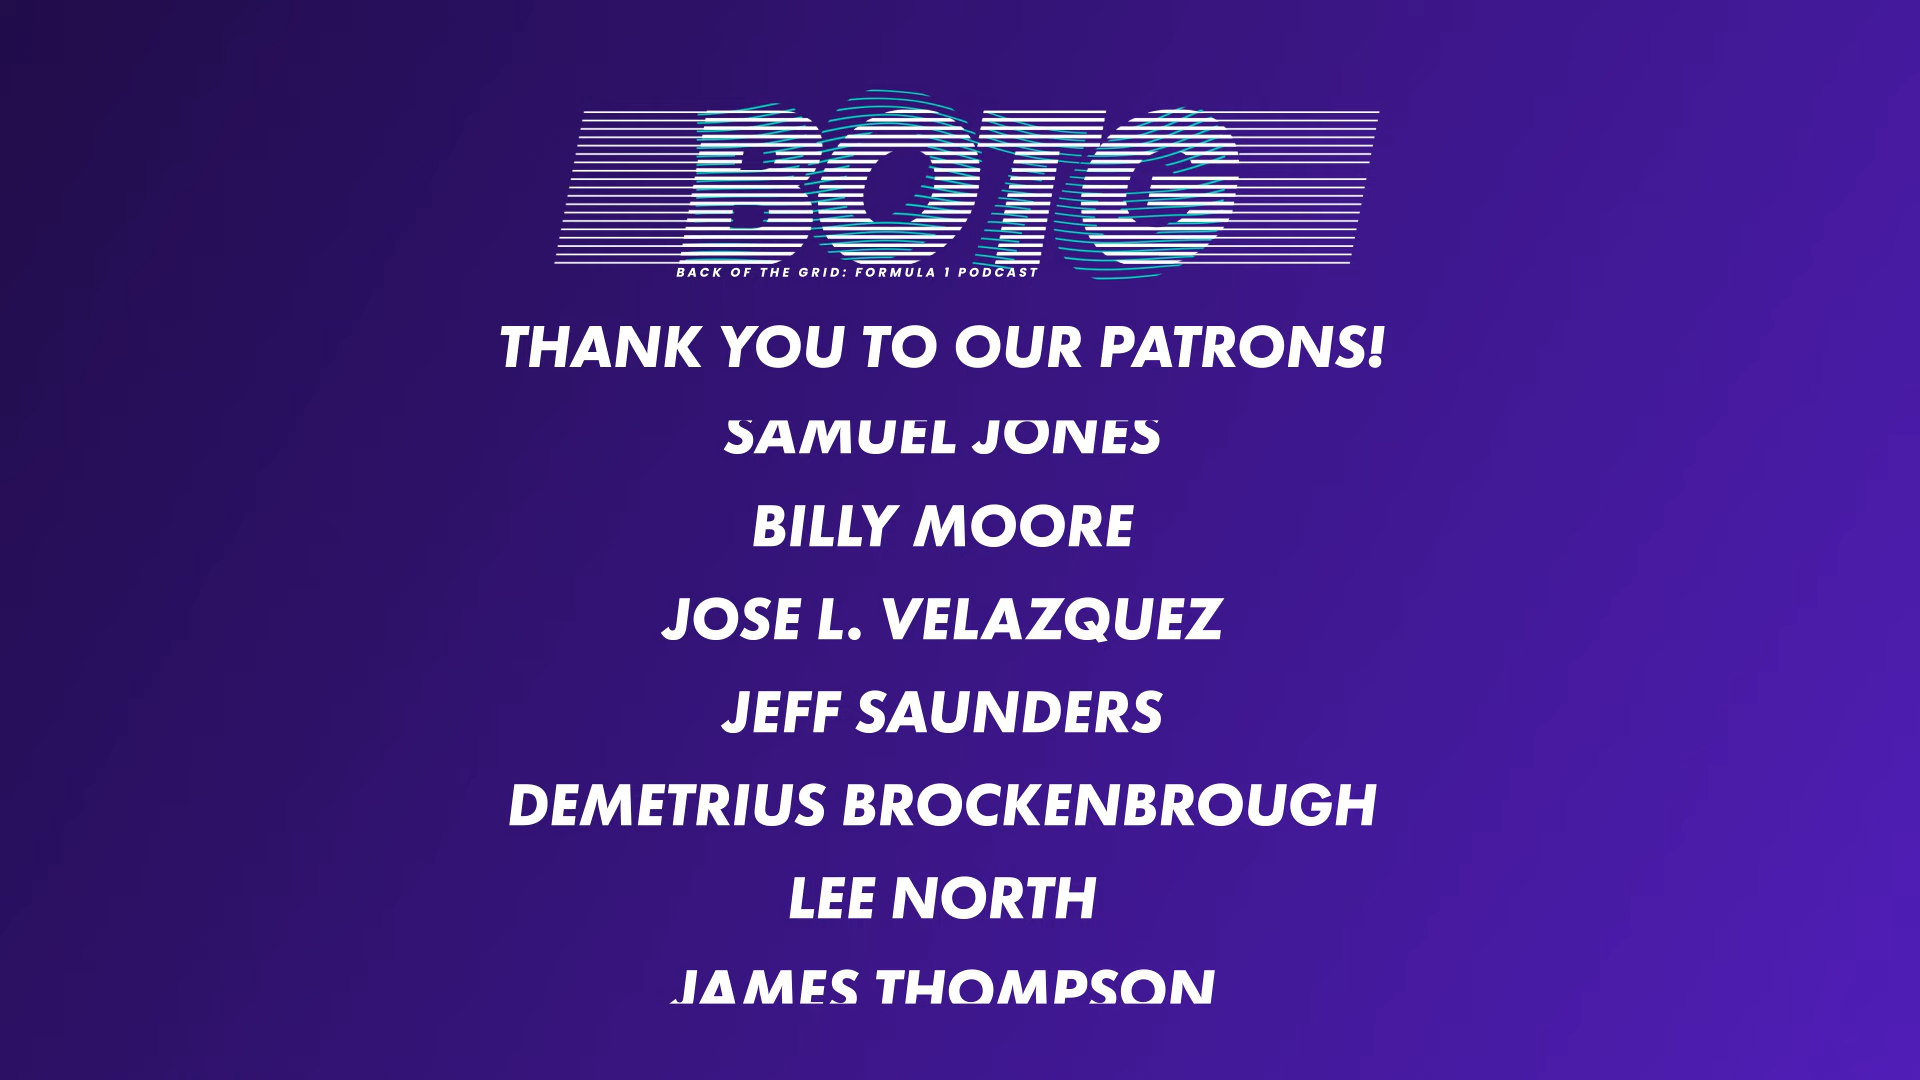 BOTG
BACK OF THE GRID: FORMULA 1 PODCAST
THANK YOU TO OUR PATRONS!
SAMUEL JONES
BILLY MOORE
JOSE L. VELAZQUEZ
JEFF SAUNDERS
DEMETRIUS BROCKENBROUGH
LEE NORTH
JAMES THOMPSON